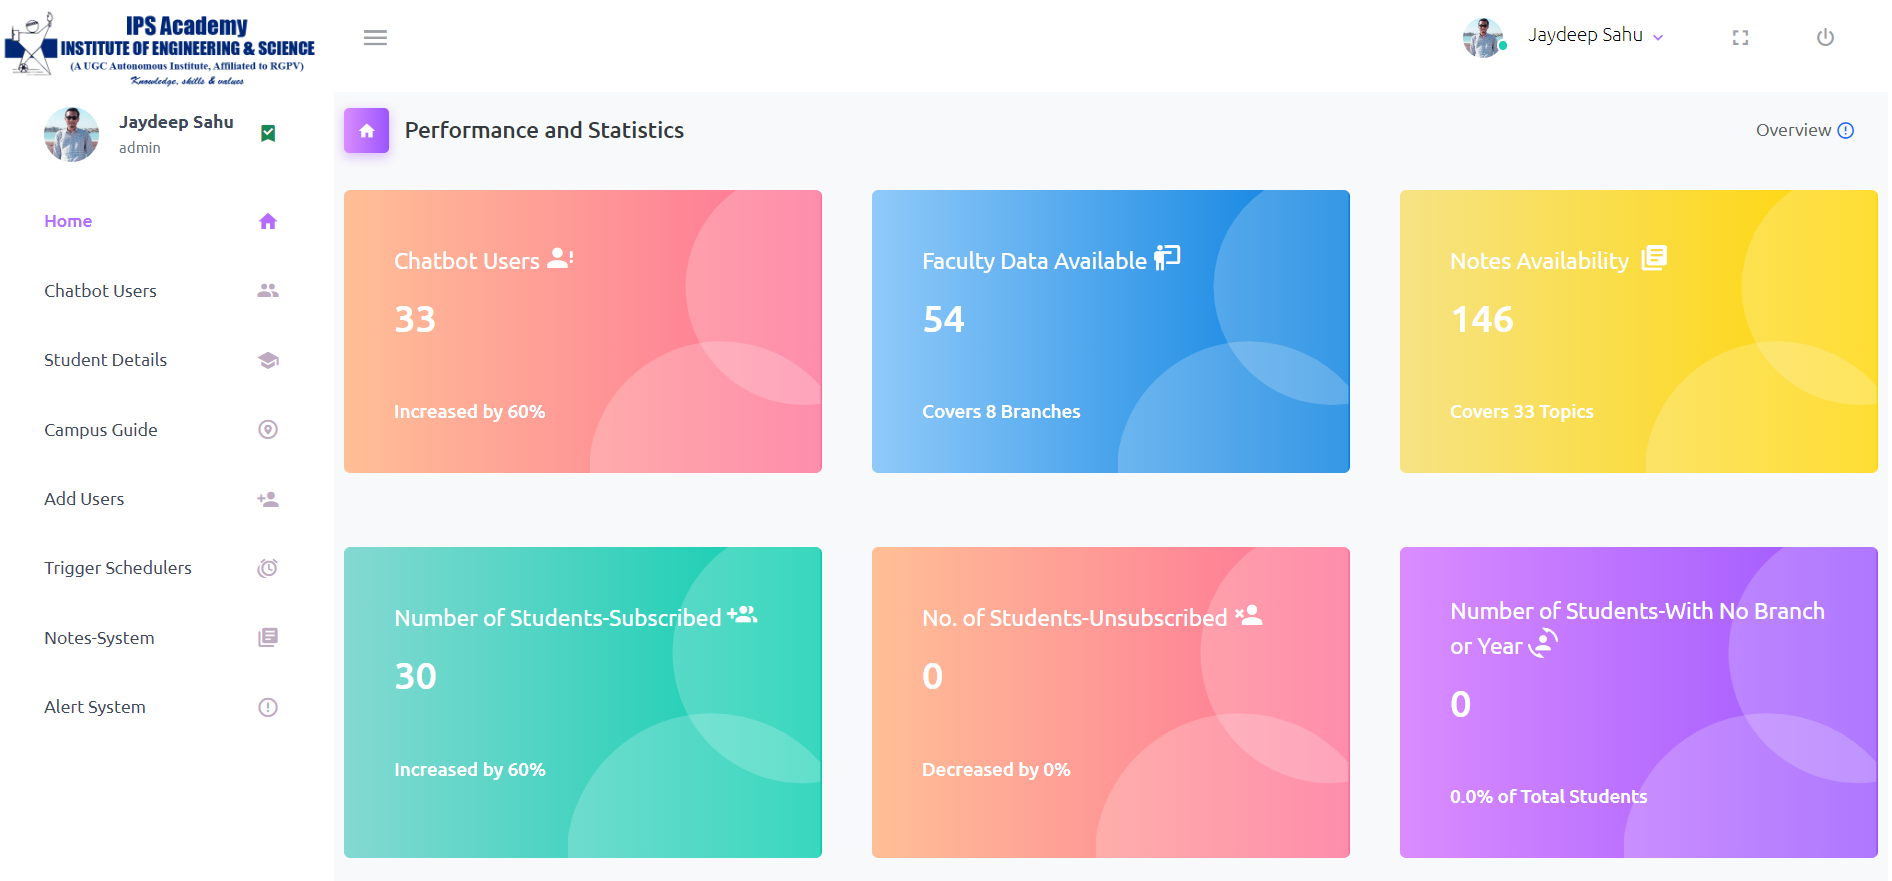 IPS Academy
INSTITUTE OF ENGINEERING & SCIENCE
(A UGC Autonomous Institute, Affiliated to RGPV)
Knowledge, skills & values
Jaydeep Sahu
Jaydeep Sahu
admin
Home
Chatbot Users
Student Details
Campus Guide
Add Users
Trigger Schedulers
Notes-System
Alert System
Performance and Statistics
Overview
Chatbot Users
33
Increased by 60%
Faculty Data Available
54
Covers 8 Branches
Notes Availability
146
Covers 33 Topics
Number of Students-Subscribed
30
Increased by 60%
No. of Students-Unsubscribed
0
Decreased by 0%
Number of Students-With No Branch
or Year
0
0.0% of Total Students